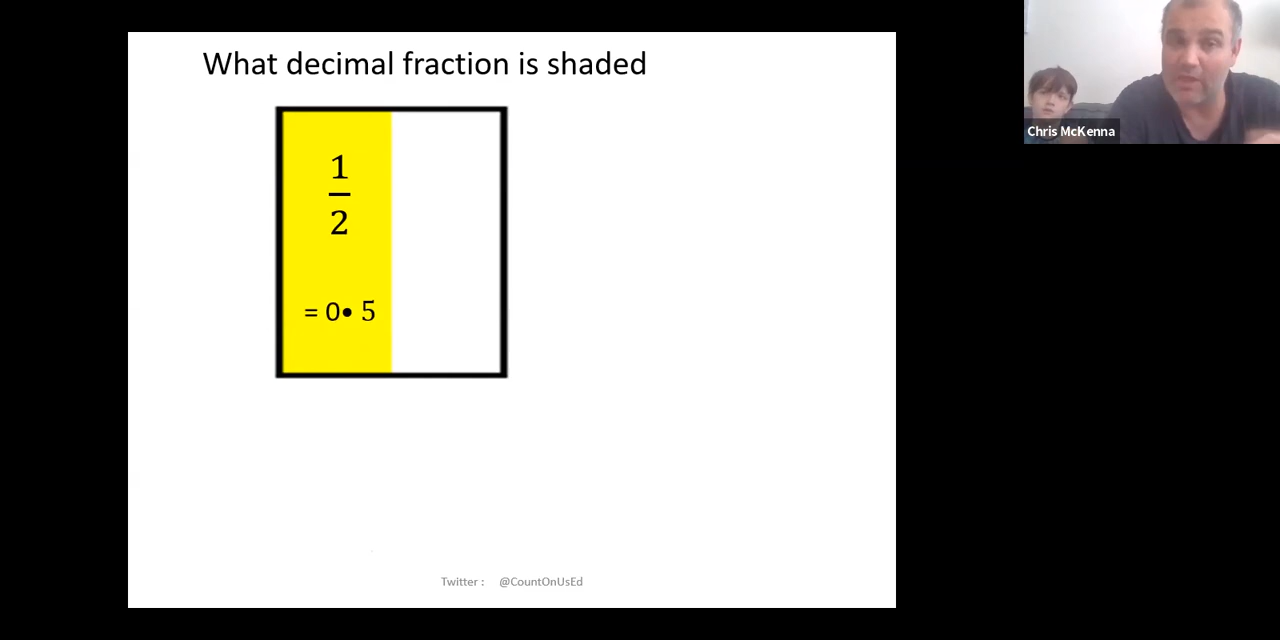 What decimal fraction is shaded
1
2
= 0• 5
Twitter : @CountOnUsEd
Chris McKenna